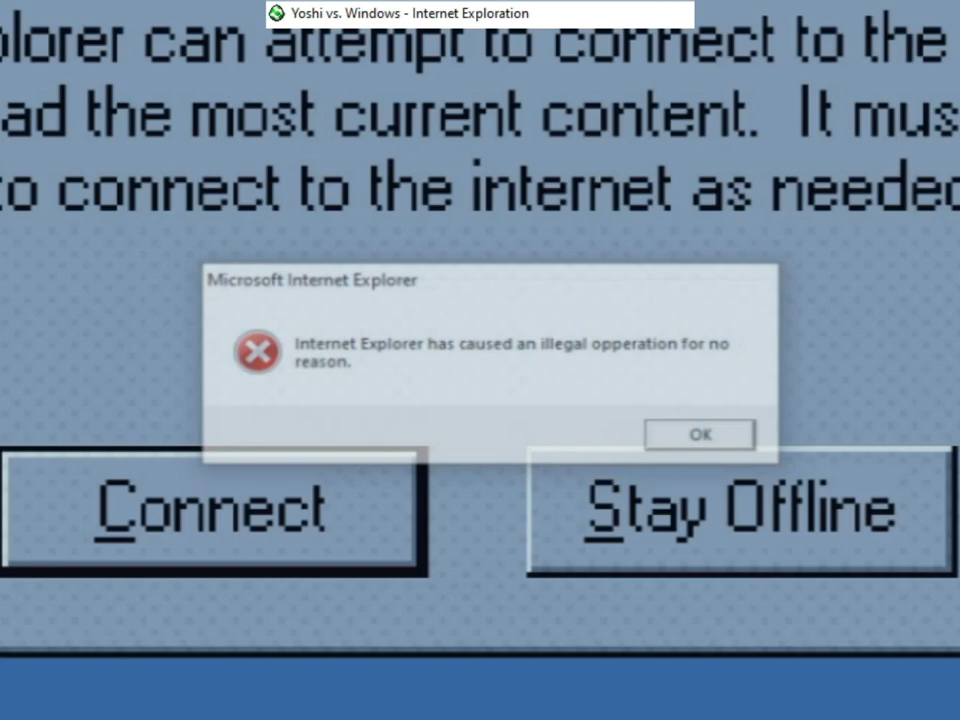 Yoshi vs. Windows - Internet Exploration
plorer can attempt to connect to the
ad the most current content. It mus
to connect to the internet as needed
Microsoft Internet Explorer
Internet Explorer has caused an illegal opperation for no
reason.
OK
Connect
Stay Offline